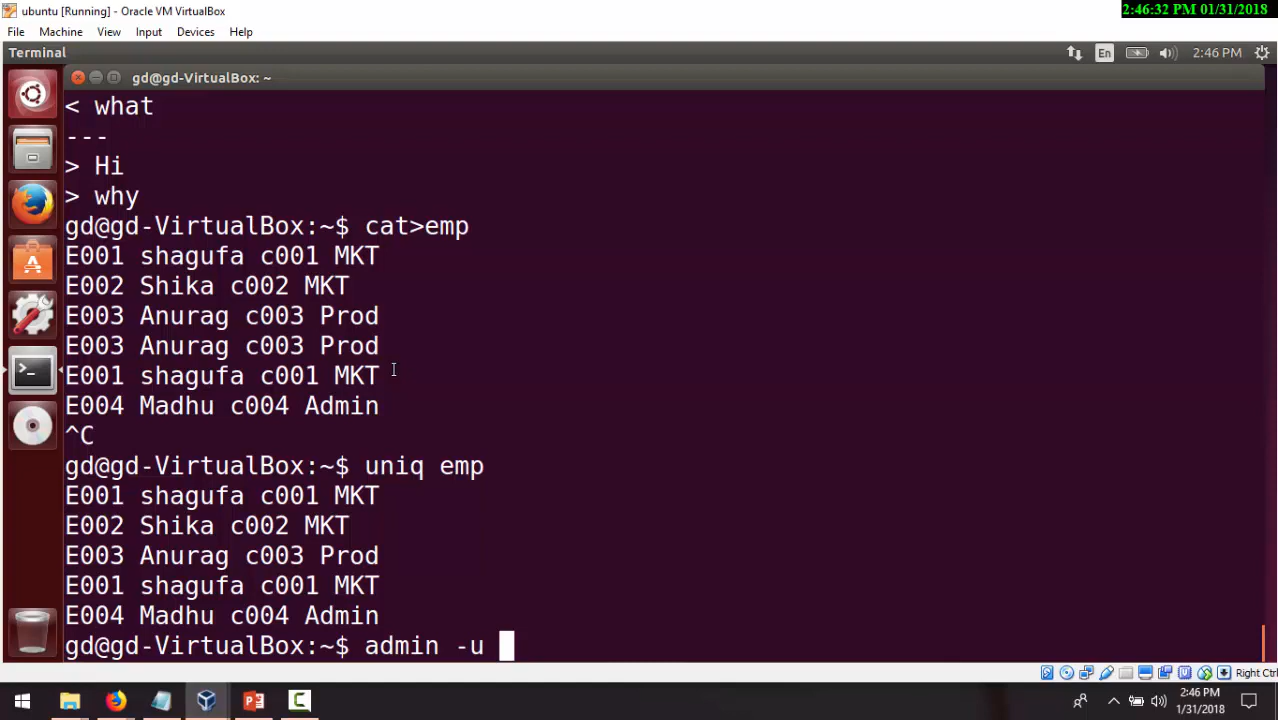 ubuntu [Running] - Oracle VM VirtualBox
2:46:32 PM 01/31/2018
File Machine View Input Devices Help
Terminal
En
2:46 PM
gd@gd-VirtualBox: ~
< what
---
> Hi
> why
gd@gd-VirtualBox:~$ cat>emp
E001 shagufa c001 MKT
E002 Shika c002 MKT
E003 Anurag c003 Prod
E003 Anurag c003 Prod
E001 shagufa c001 MKT
E004 Madhu c004 Admin
^C
gd@gd-VirtualBox:~$ uniq emp
E001 shagufa c001 MKT
E002 Shika c002 MKT
E003 Anurag c003 Prod
E001 shagufa c001 MKT
E004 Madhu c004 Admin
gd@gd-VirtualBox:~$ admin -u
Right Ctrl
2:46 PM
1/31/2018